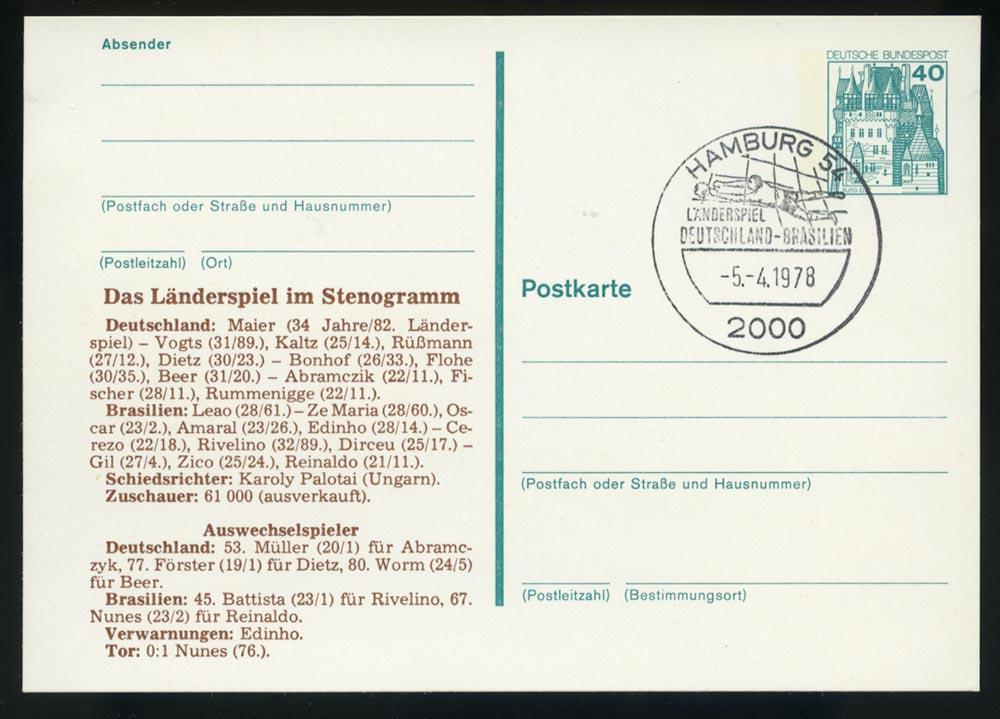 Absender
(Postfach oder Straße und Hausnummer)
(Postleitzahl) (Ort)
Das Länderspiel im Stenogramm
Deutschland: Maier (34 Jahre/82. Länder-
spiel) – Vogts (31/89.), Kaltz (25/14.), Rüßmann
(27/12.), Dietz (30/23.) – Bonhof (26/33.), Flohe
(30/35.), Beer (31/20.) – Abramczik (22/11.), Fi-
scher (28/11.), Rummenigge (22/11.).
Brasilien: Leao (28/61.) – Ze Maria (28/60.), Os-
car (23/2.), Amaral (23/26.), Edinho (28/14.) – Ce-
rezo (22/18.), Rivelino (32/89.), Dirceu (25/17.) –
Gil (27/4.), Zico (25/24.), Reinaldo (21/11.).
Schiedsrichter: Karoly Palotai (Ungarn).
Zuschauer: 61 000 (ausverkauft).
Auswechselspieler
Deutschland: 53. Müller (20/1) für Abramc-
zyk, 77. Förster (19/1) für Dietz, 80. Worm (24/5)
für Beer.
Brasilien: 45. Battista (23/1) für Rivelino, 67.
Nunes (23/2) für Reinaldo.
Verwarnungen: Edinho.
Tor: 0:1 Nunes (76.).
DEUTSCHE BUNDESPOST
40
BURG
HAMBURG 54
LÄNDERSPIEL
DEUTSCHLAND-BRASILIEN
-5.-4.1978
2000
Postkarte
(Postfach oder Straße und Hausnummer)
(Postleitzahl) (Bestimmungsort)